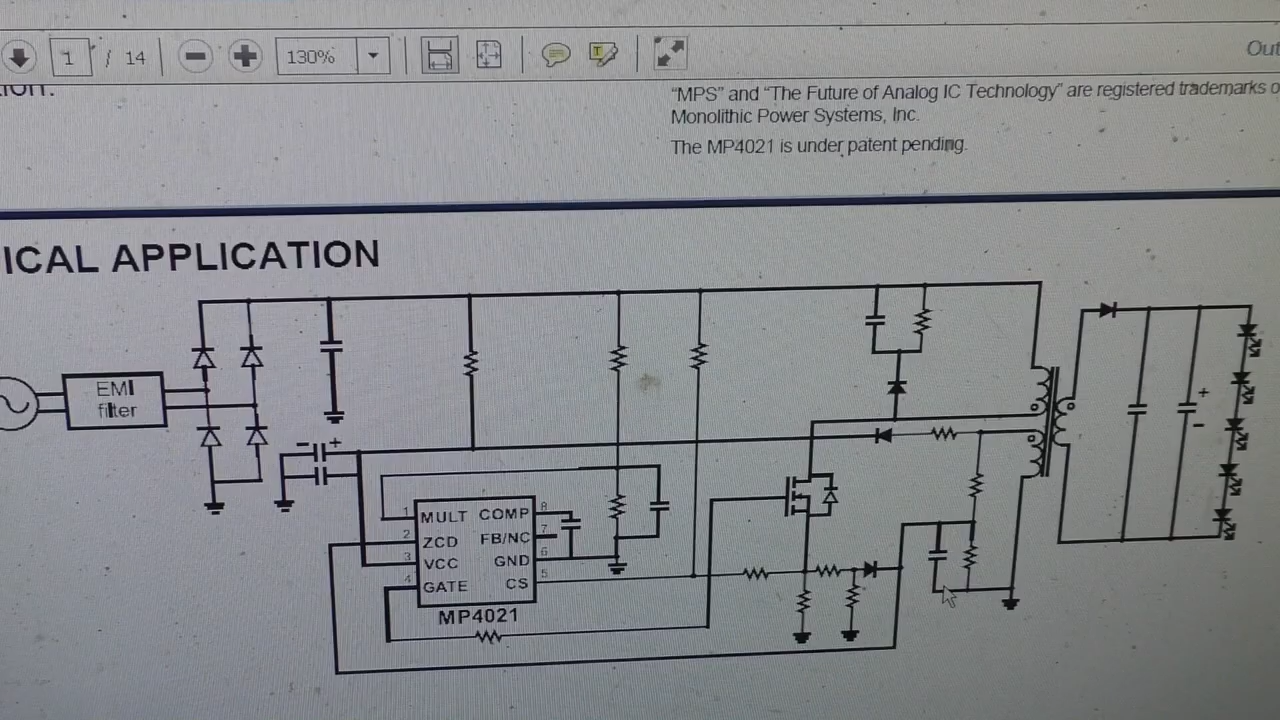 1 / 14
130%
Out
T
"MPS" and "The Future of Analog IC Technology" are registered trademarks o
Monolithic Power Systems, Inc.
The MP4021 is under patent pending.
ICAL APPLICATION
EMI
filter
- +
+
-
1 MULT COMP 8
2 ZCD FB/NC 7
3 VCC GND 6
4 GATE CS 5
MP4021